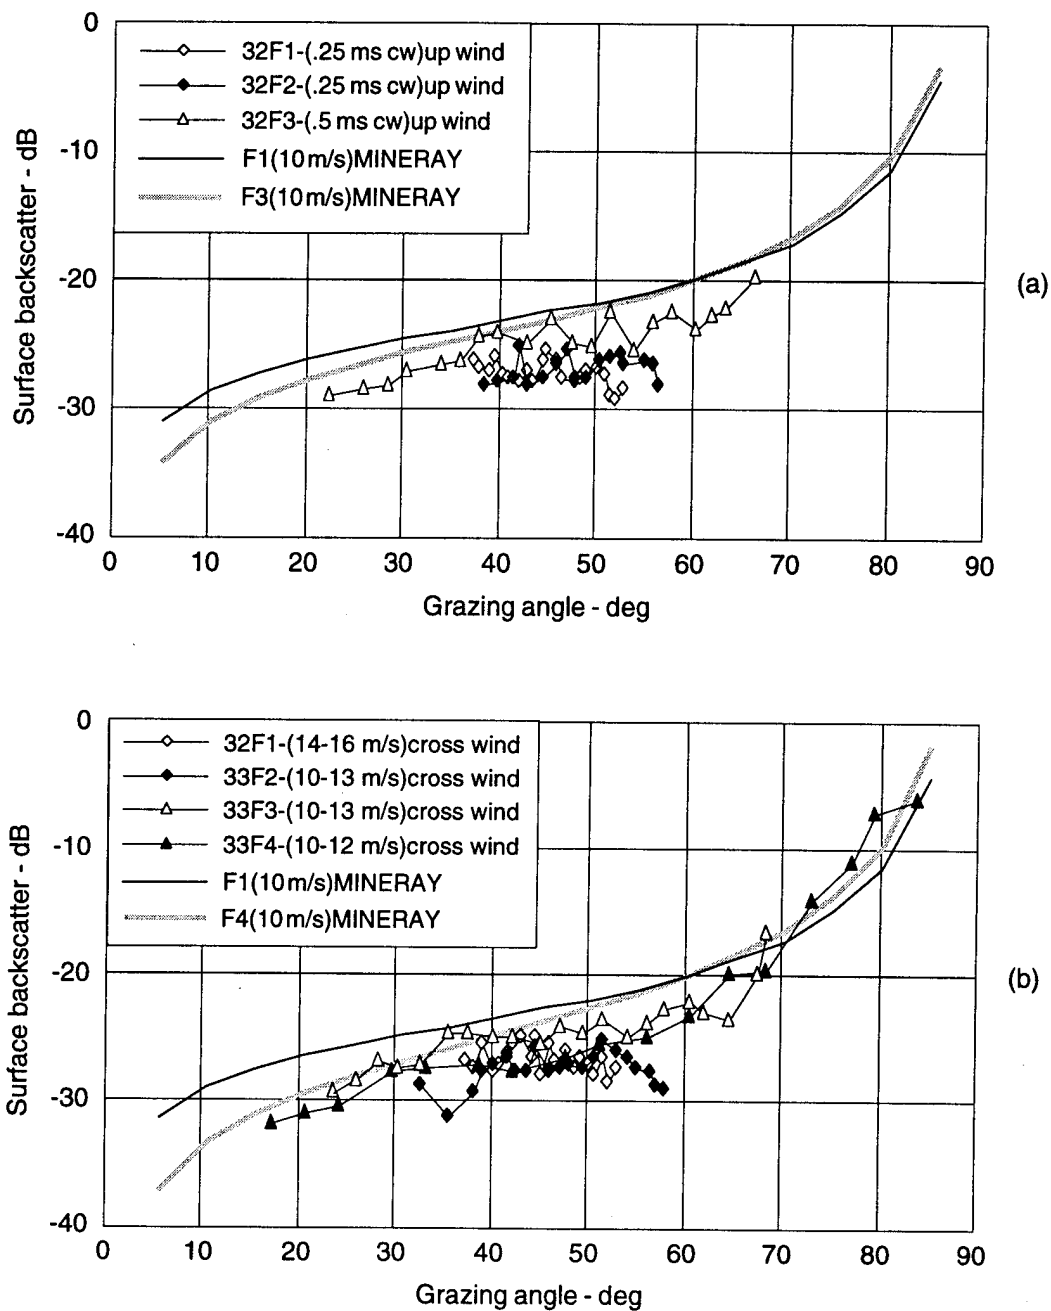 0
-10
-20
-30
-40
Surface backscatter - dB
32F1-(.25 ms cw)up wind
32F2-(.25 ms cw)up wind
32F3-(.5 ms cw)up wind
F1(10m/s)MINERAY
F3(10m/s)MINERAY
(a)
0 10 20 30 40 50 60 70 80 90
Grazing angle - deg
0
-10
-20
-30
-40
Surface backscatter - dB
32F1-(14-16 m/s)cross wind
33F2-(10-13 m/s)cross wind
33F3-(10-13 m/s)cross wind
33F4-(10-12 m/s)cross wind
F1(10m/s)MINERAY
F4(10m/s)MINERAY
(b)
0 10 20 30 40 50 60 70 80 90
Grazing angle - deg